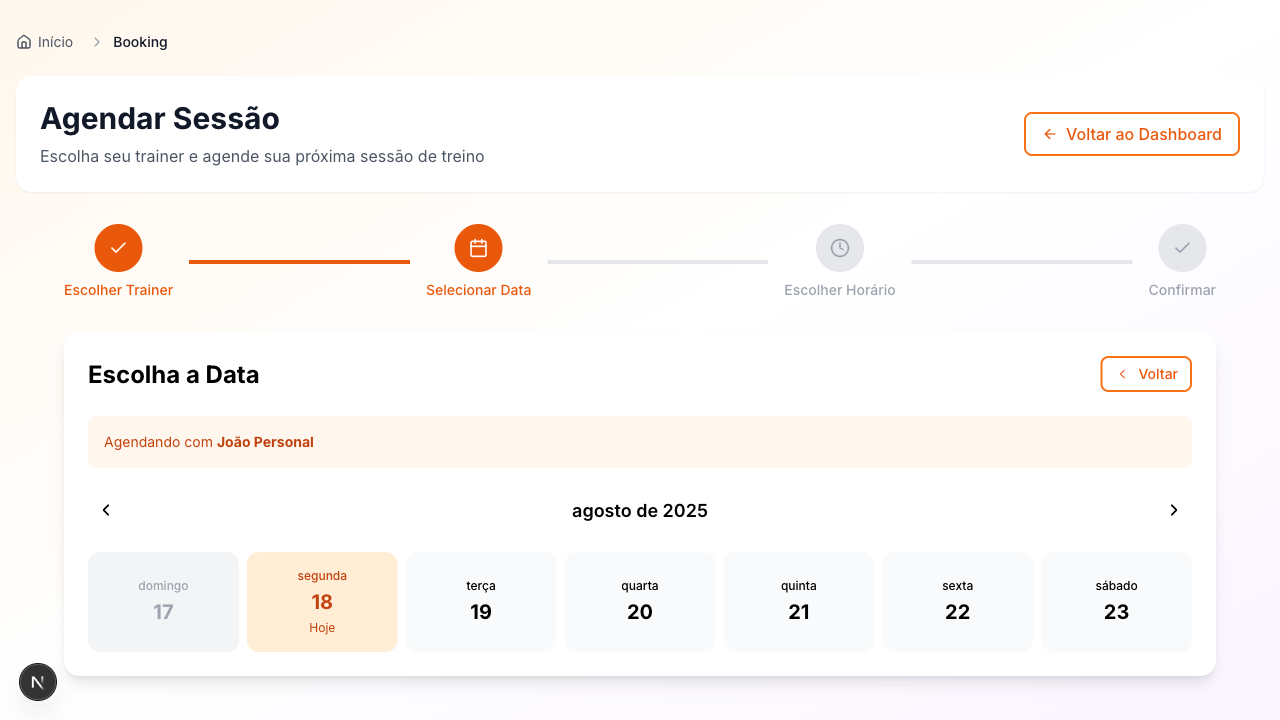 Início
Booking
Agendar Sessão
Escolha seu trainer e agende sua próxima sessão de treino
Voltar ao Dashboard
Escolher Trainer
Selecionar Data
Escolher Horário
Confirmar
Escolha a Data
Voltar
Agendando com João Personal
agosto de 2025
domingo
17
segunda
18
Hoje
terça
19
quarta
20
quinta
21
sexta
22
sábado
23
N